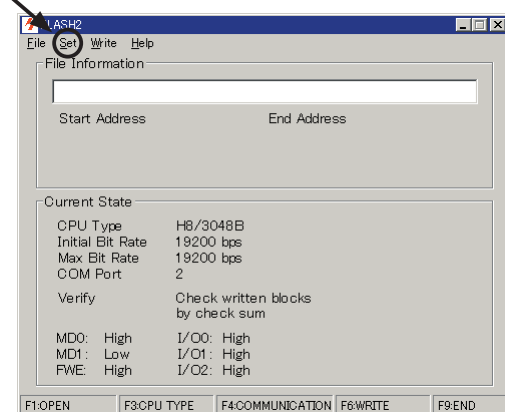 FLASH2
File Set Write Help
File Information
Start Address End Address
Current State
CPU Type H8/3048B
Initial Bit Rate 19200 bps
Max Bit Rate 19200 bps
COM Port 2
Verify Check written blocks
by check sum
MD0: High I/O0: High
MD1: Low I/O1: High
FWE: High I/O2: High
F1:OPEN F3:CPU TYPE F4:COMMUNICATION F6:WRITE F9:END